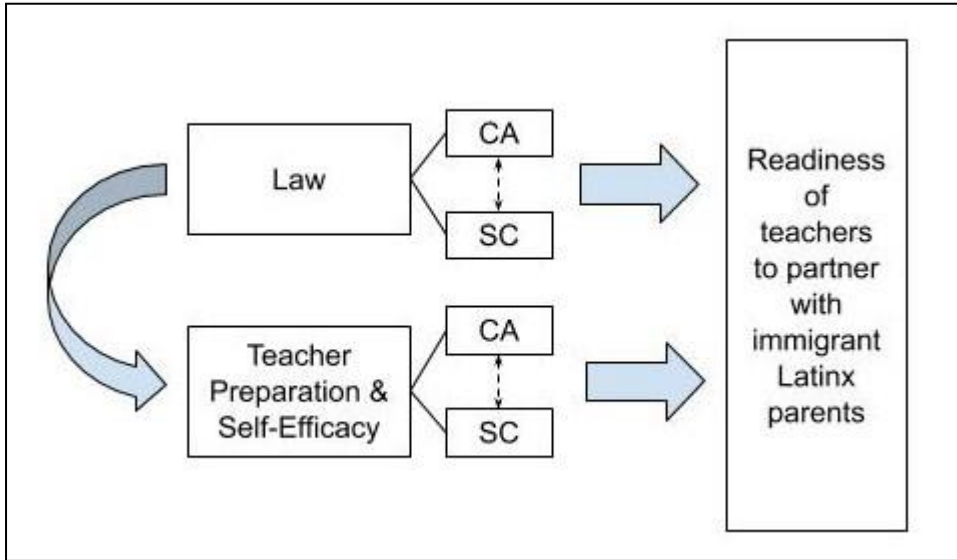 Law
CA
SC
Teacher
Preparation &
Self-Efficacy
CA
SC
Readiness
of
teachers
to partner
with
immigrant
Latinx
parents